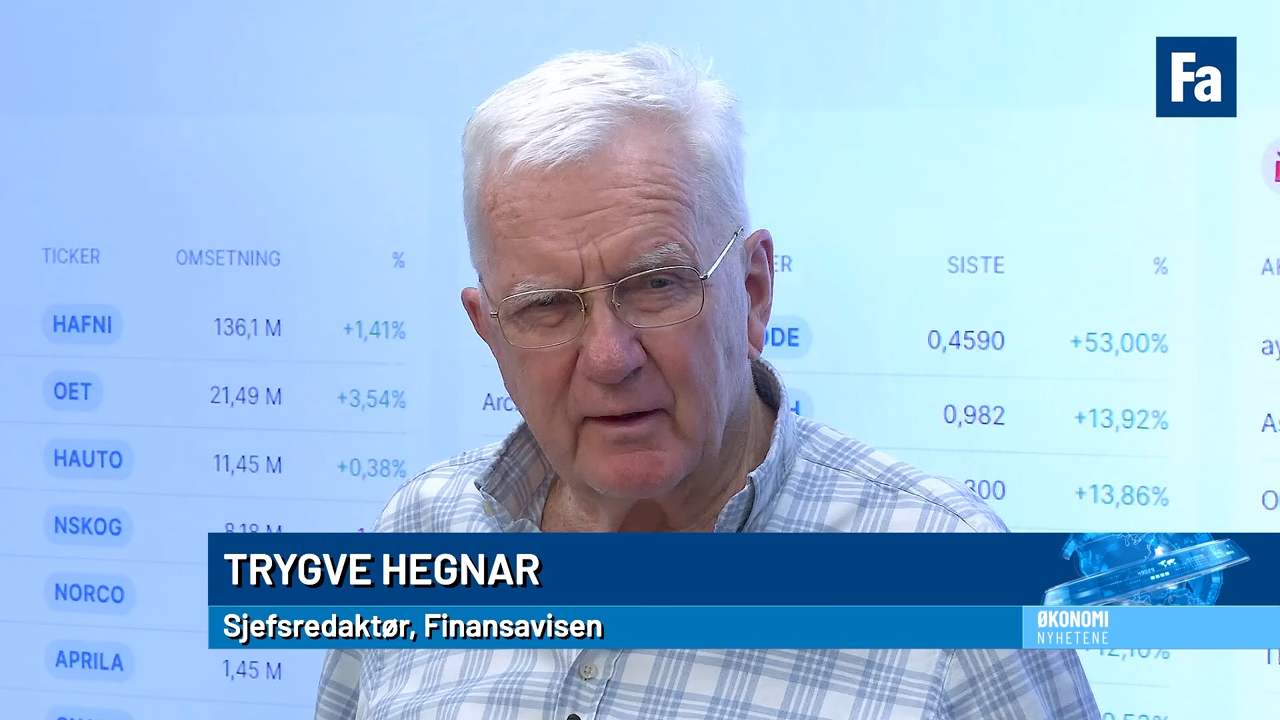 Fa
TICKER OMSETNING %
HAFNI 136,1 M +1,41%
OET 21,49 M +3,54%
HAUTO 11,45 M +0,38%
NSKOG 8,18 M
NORCO
APRILA 1,45 M
SISTE %
0,4590 +53,00%
0,982 +13,92%
+13,86%
TRYGVE HEGNAR
Sjefsredaktør, Finansavisen
ØKONOMI
NYHETENE